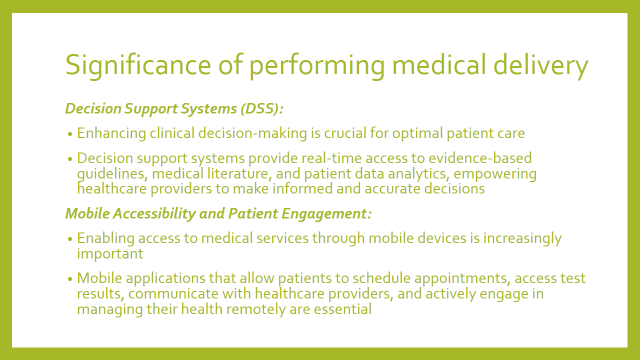 Significance of performing medical delivery
Decision Support Systems (DSS):
• Enhancing clinical decision-making is crucial for optimal patient care
• Decision support systems provide real-time access to evidence-based
guidelines, medical literature, and patient data analytics, empowering
healthcare providers to make informed and accurate decisions
Mobile Accessibility and Patient Engagement:
• Enabling access to medical services through mobile devices is increasingly
important
• Mobile applications that allow patients to schedule appointments, access test
results, communicate with healthcare providers, and actively engage in
managing their health remotely are essential